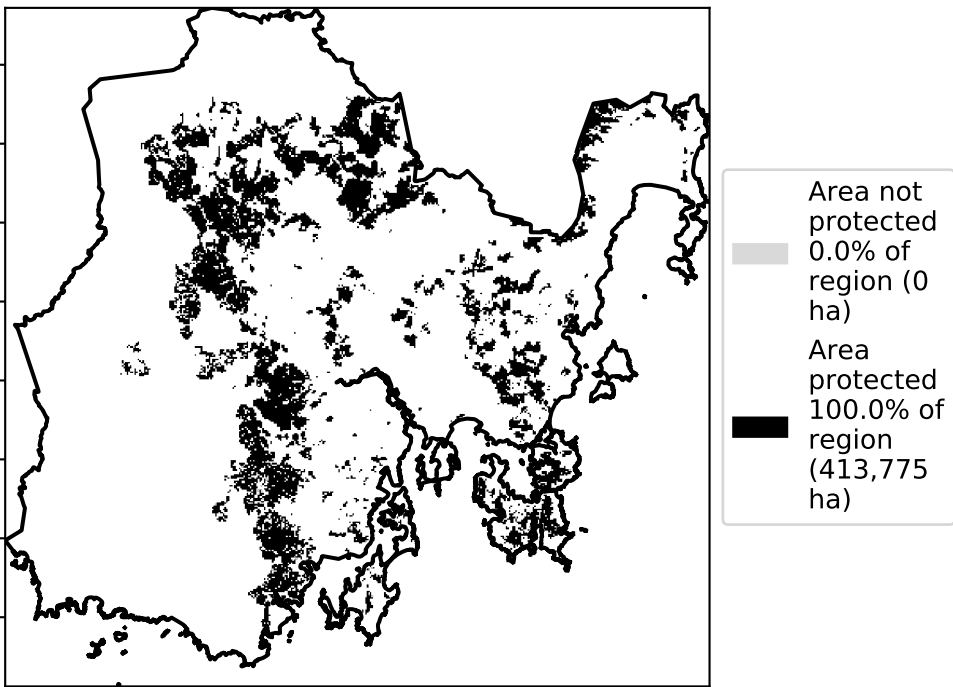 Area not
protected
0.0% of
region (0
ha)
Area
protected
100.0% of
region
(413,775
ha)